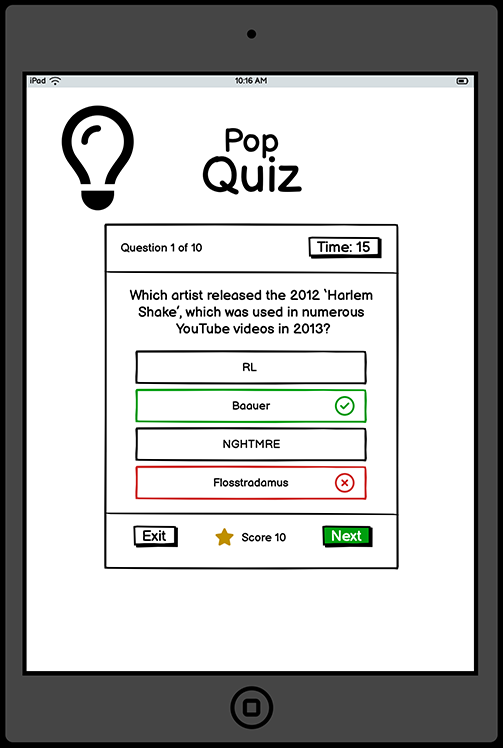 iPad
10:16 AM
Pop
Quiz
Question 1 of 10
Time: 15
Which artist released the 2012 'Harlem
Shake', which was used in numerous
YouTube videos in 2013?
RL
Baauer
NGHTMRE
Flosstradamus
Exit
Score 10
Next